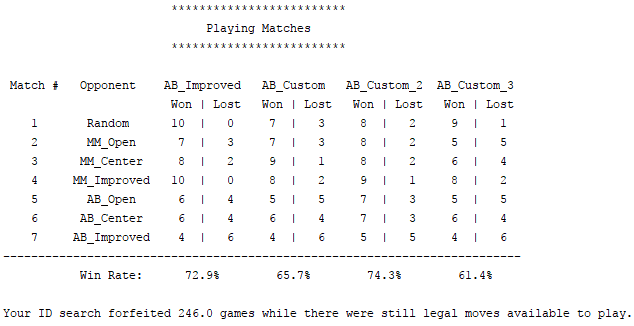 *************************
Playing Matches
*************************
Match #   Opponent    AB_Improved   AB_Custom   AB_Custom_2  AB_Custom_3
Won | Lost   Won | Lost   Won | Lost   Won | Lost
1       Random      10  |   0     7  |   3     8  |   2     9  |   1
2       MM_Open      7  |   3     7  |   3     8  |   2     5  |   5
3      MM_Center     8  |   2     9  |   1     8  |   2     6  |   4
4     MM_Improved   10  |   0     8  |   2     9  |   1     8  |   2
5       AB_Open      6  |   4     5  |   5     7  |   3     5  |   5
6      AB_Center     6  |   4     6  |   4     7  |   3     6  |   4
7     AB_Improved    4  |   6     4  |   6     5  |   5     4  |   6
--------------------------------------------------------------------------
Win Rate:      72.9%        65.7%        74.3%        61.4%
Your ID search forfeited 246.0 games while there were still legal moves available to play.